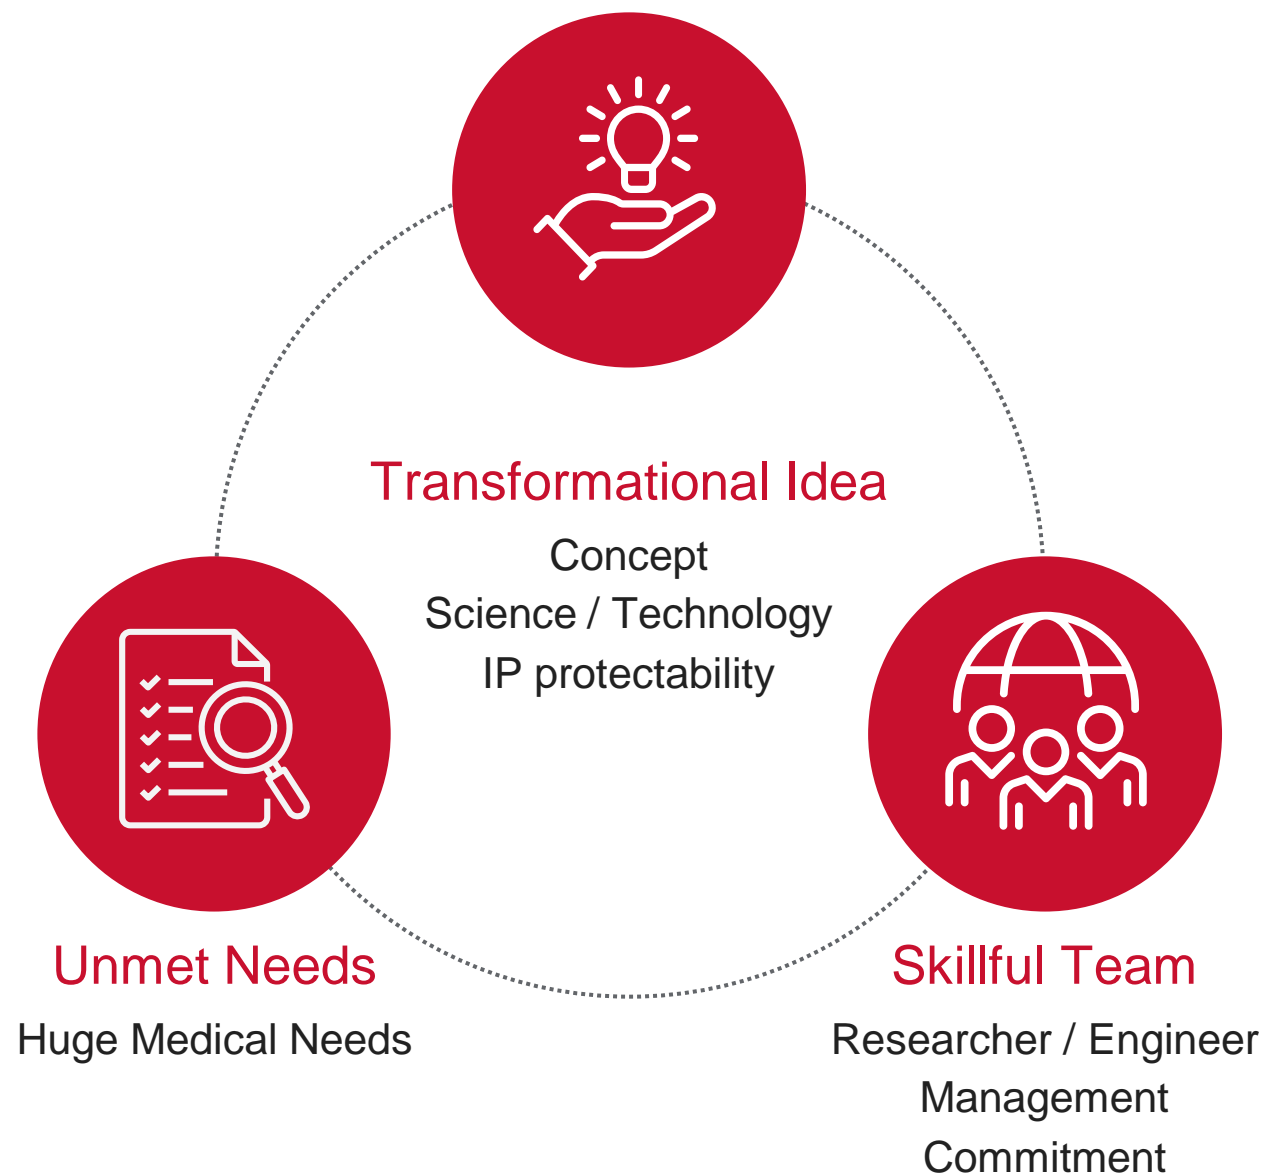 Transformational Idea
Concept
Science / Technology
IP protectability
Unmet Needs
Huge Medical Needs
Skillful Team
Researcher / Engineer
Management
Commitment